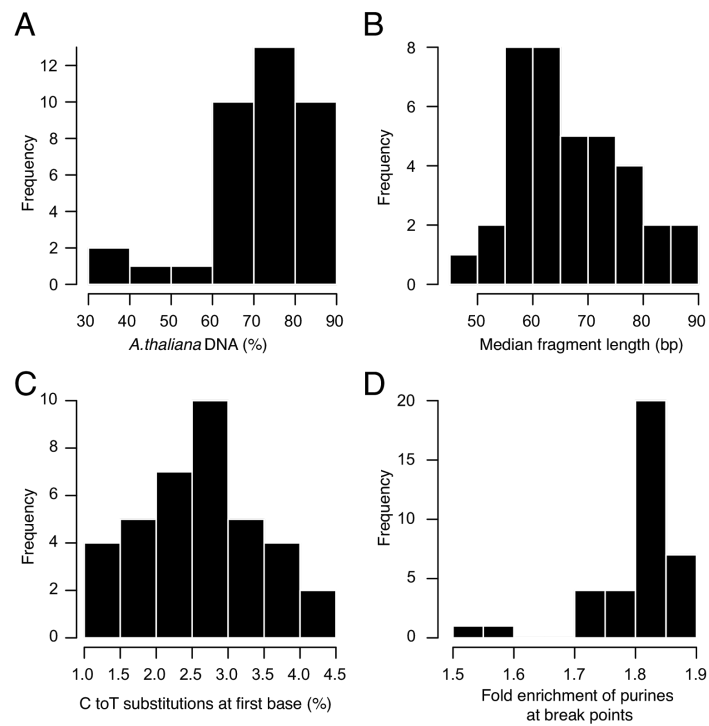 A
Frequency
12
10
8
6
4
2
0
30 40 50 60 70 80 90
A.thaliana DNA (%)
B
Frequency
8
6
4
2
0
50 60 70 80 90
Median fragment length (bp)
C
Frequency
10
8
6
4
2
0
1.0 1.5 2.0 2.5 3.0 3.5 4.0 4.5
C toT substitutions at first base (%)
D
Frequency
20
15
10
5
0
1.5 1.6 1.7 1.8 1.9
Fold enrichment of purines
at break points